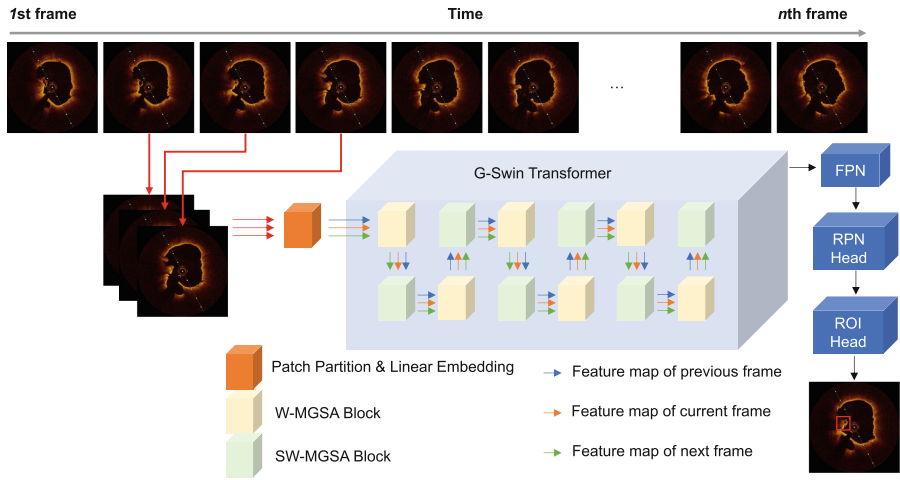 1st frame
Time
nth frame
...
G-Swin Transformer
FPN
RPN
Head
ROI
Head
Patch Partition & Linear Embedding
W-MGSA Block
SW-MGSA Block
Feature map of previous frame
Feature map of current frame
Feature map of next frame